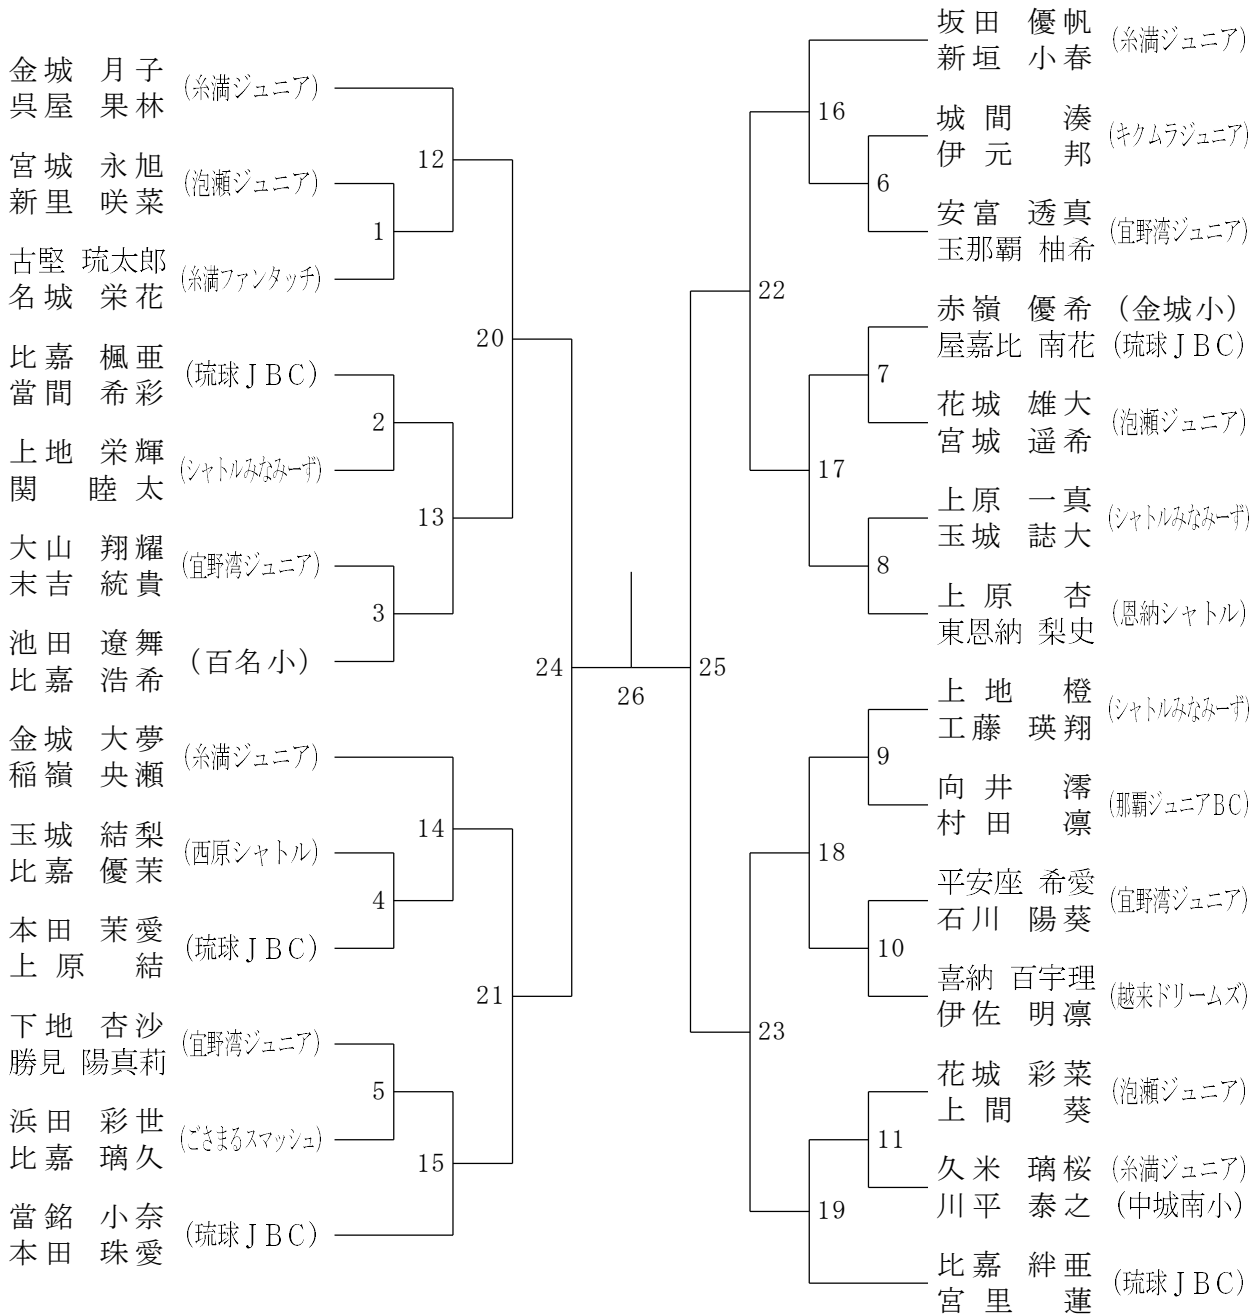 金城 月子 (糸満ジュニア)
呉屋 果林
宮城 永旭 (泡瀬ジュニア)
新里 咲菜
古堅 琉太郎 (糸満ファンタッチ)
名城 栄花
比嘉 楓亜 (琉球JBC)
當間 希彩
上地 栄輝 (シャトルみなみーず)
関 睦太
大山 翔耀 (宜野湾ジュニア)
末吉 統貴
池田 遼舞 (百名小)
比嘉 浩希
金城 大夢 (糸満ジュニア)
稲嶺 央瀬
玉城 結梨 (西原シャトル)
比嘉 優茉
本田 茉愛 (琉球JBC)
上原 結
下地 杏沙 (宜野湾ジュニア)
勝見 陽真莉
浜田 彩世 (ごさまるスマッシュ)
比嘉 璃久
當銘 小奈 (琉球JBC)
本田 珠愛
12
1
20
2
13
3
24
14
4
21
5
15
26
25
16
6
22
7
17
8
9
18
10
23
11
19
坂田 優帆 (糸満ジュニア)
新垣 小春
城間 湊 (キクムラジュニア)
伊元 邦
安富 透真 (宜野湾ジュニア)
玉那覇 柚希
赤嶺 優希 (金城小)
屋嘉比 南花 (琉球JBC)
花城 雄大 (泡瀬ジュニア)
宮城 遥希
上原 一真 (シャトルみなみーず)
玉城 誌大
上原 杏 (恩納シャトル)
東恩納 梨史
上地 橙 (シャトルみなみーず)
工藤 瑛翔
向井 澪 (那覇ジュニアBC)
村田 凛
平安座 希愛 (宜野湾ジュニア)
石川 陽葵
喜納 百宇理 (越来ドリームズ)
伊佐 明凛
花城 彩菜 (泡瀬ジュニア)
上間 葵
久米 璃桜 (糸満ジュニア)
川平 泰之 (中城南小)
比嘉 絆亜 (琉球JBC)
宮里 蓮